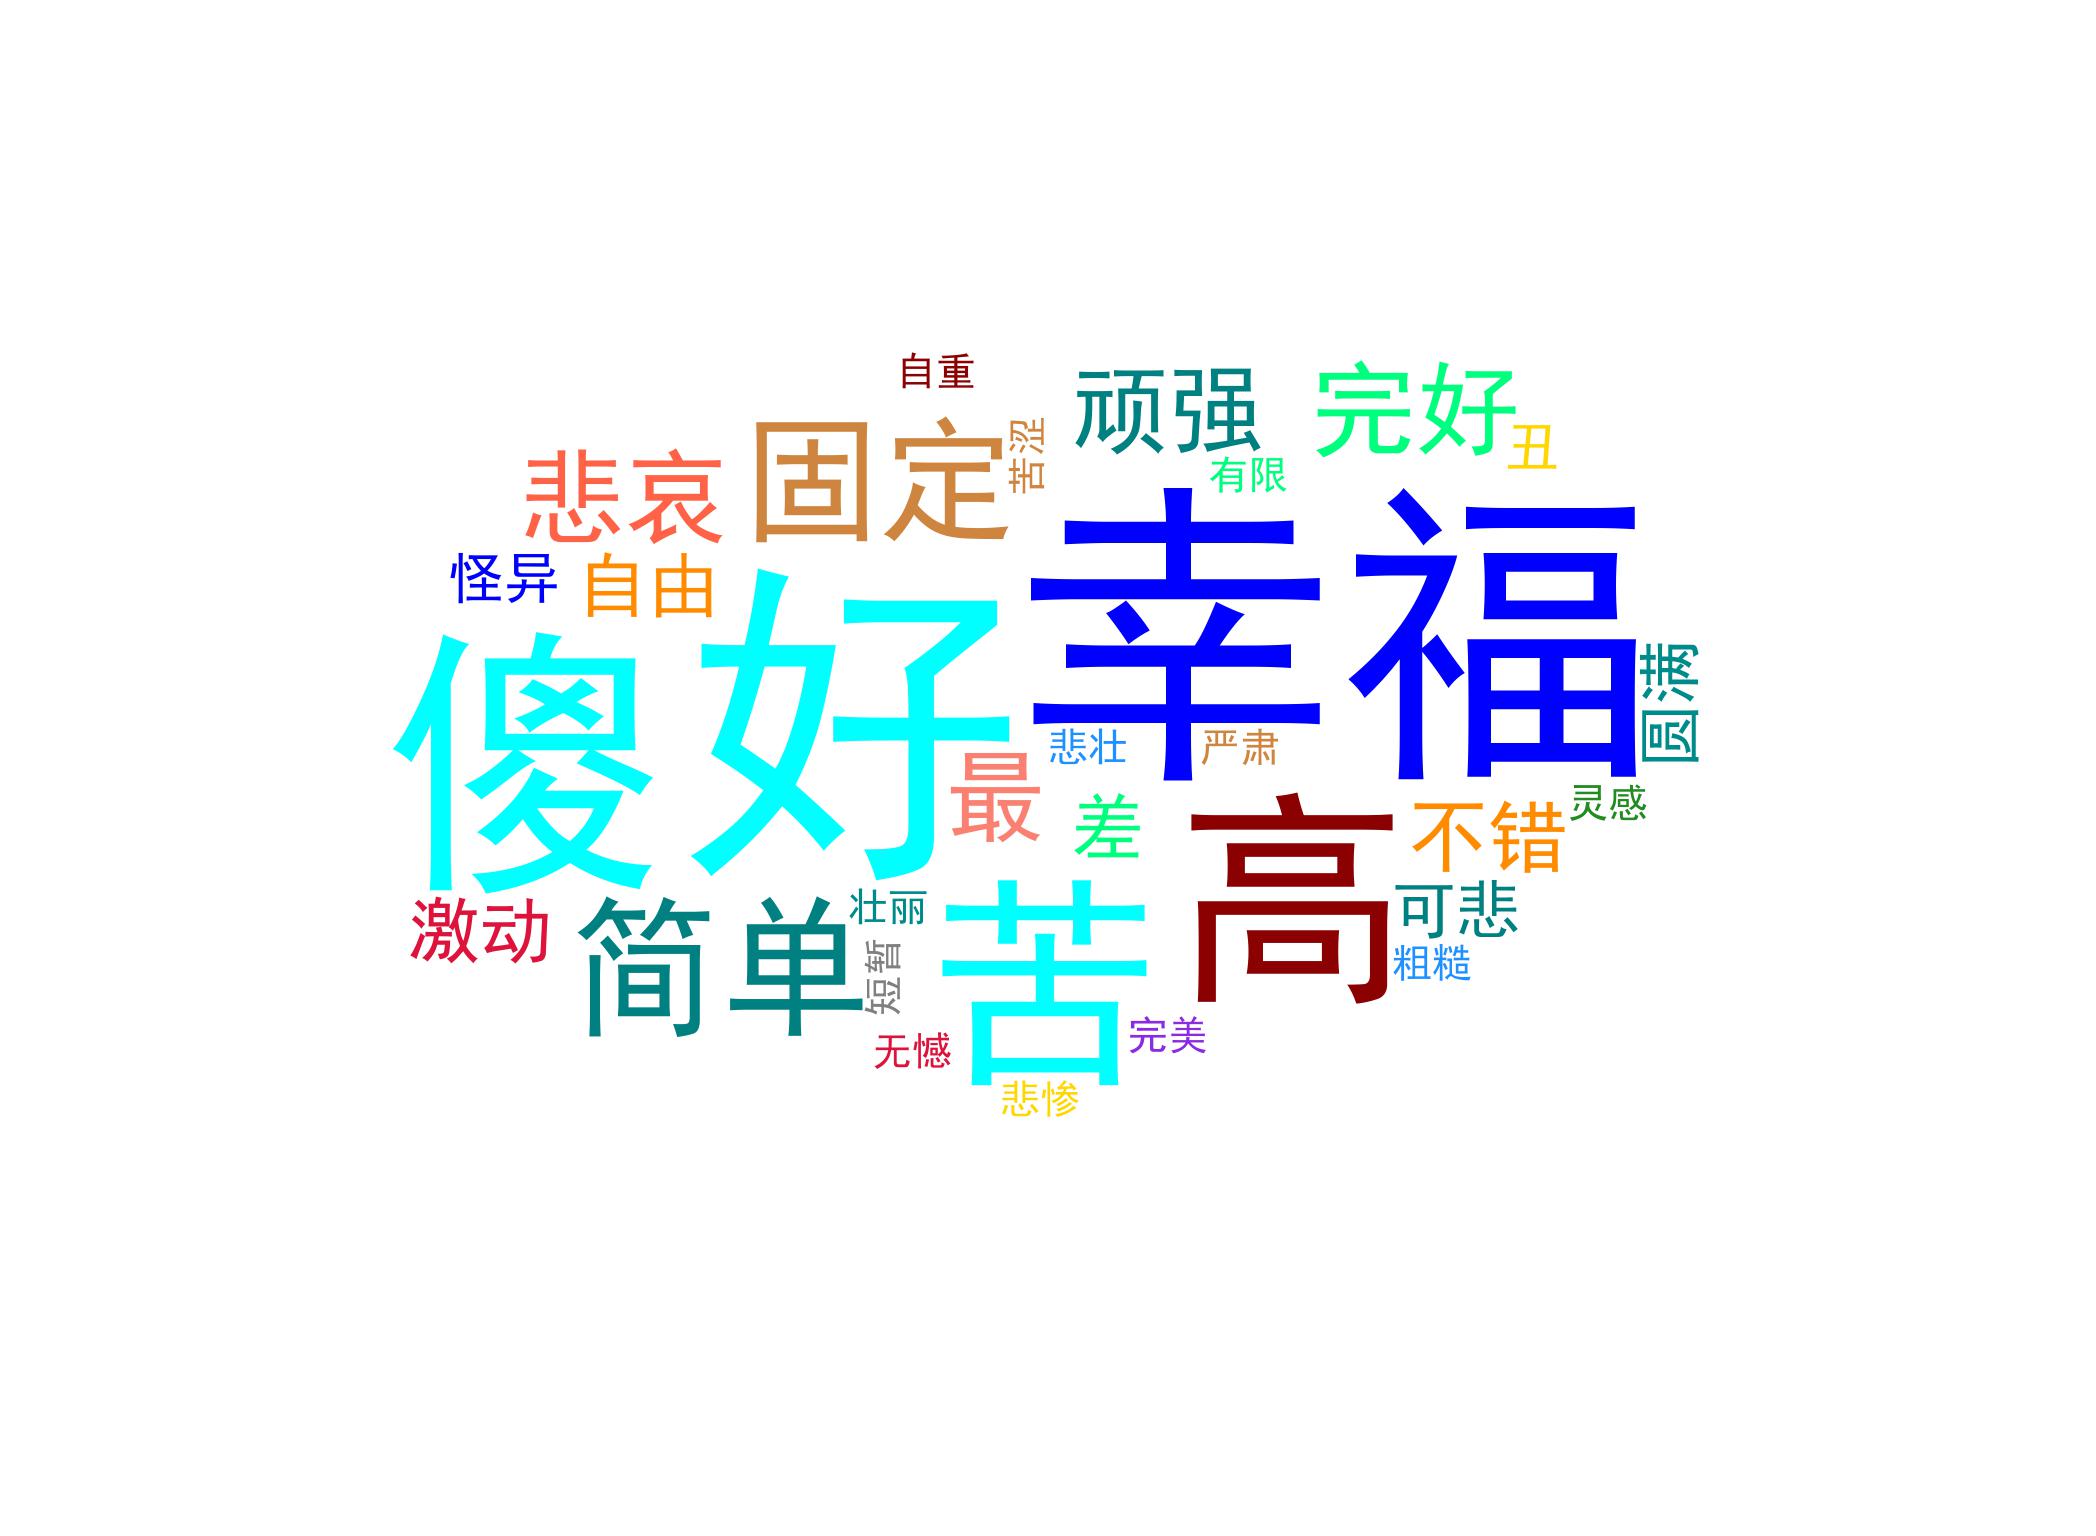 自重
顽强
完好
固定
苦涩
丑
悲哀
有限
幸福
怪异
自由
好
傻
圆满
悲壮
严肃
最
差
高
不错
灵感
激动
简单
壮丽
苦
可悲
短暂
粗糙
无憾
完美
悲惨